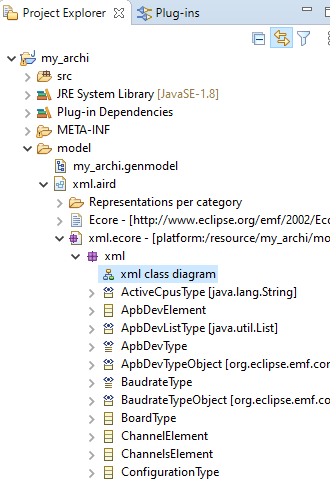 Project Explorer Plug-ins
my_archi
src
JRE System Library [JavaSE-1.8]
Plug-in Dependencies
META-INF
model
my_archi.genmodel
xml.aird
Representations per category
Ecore - [http://www.eclipse.org/emf/2002/Eco
xml.ecore - [platform:/resource/my_archi/mo
xml
xml class diagram
ActiveCpusType [java.lang.String]
ApbDevElement
ApbDevListType [java.util.List]
ApbDevType
ApbDevTypeObject [org.eclipse.emf.com
BaudrateType
BaudrateTypeObject [org.eclipse.emf.cor
BoardType
ChannelElement
ChannelsElement
ConfigurationType